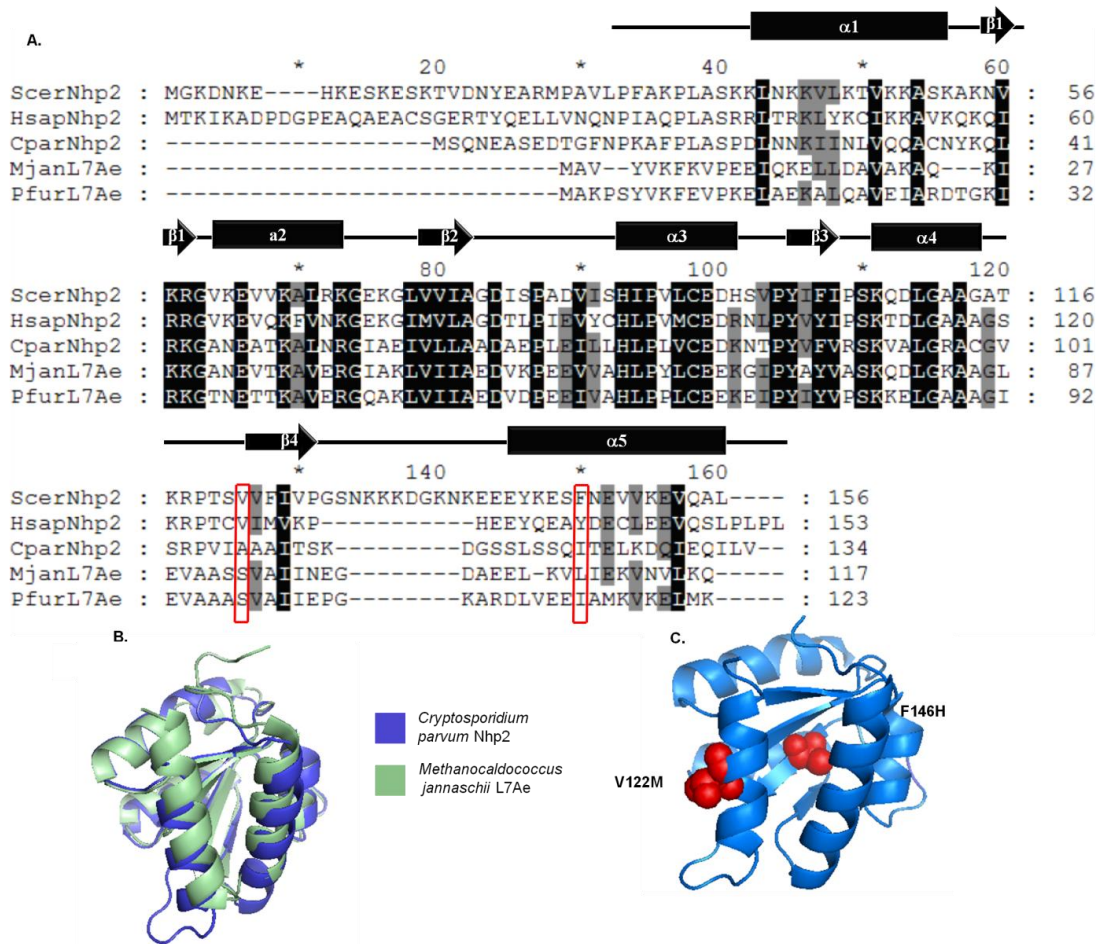 A.
α1 β1
* 20 * 40 * 60
ScerNhp2 : MGKDNKE----HKESKESKTVDNYEARMPAVLPFAKPLASKKLNKKVLKTVKKASKAKNV : 56
HsapNhp2 : MTKIKADPDGPEAQAEACSGERTYQELLVNQNPIAQPLASRRLTRKLYKCIKKAVKQKQI : 60
CparNhp2 : -------------------MSQNEASEDTGFNPKAFPLASPDLNNKIINLVQQACNYKQL : 41
MjanL7Ae : ----------------------------MAV--YVKFKVPEEIQKELLDAVAKAQ---KI : 27
PfurL7Ae : ----------------------------MAKPSYVKFEVPKELAEKALQAVEIARDTGKI : 32
β1 a2 β2 α3 β3 α4
* 80 * 100 * 120
ScerNhp2 : KRGVKEVVKALRKGEKGLVVIAGDISPADVISHIPVLCEDHSVPYIFIPSKQDLGAAGAT : 116
HsapNhp2 : RRGVKEVQKFVNKGEKGIMVLAGDTLPIEVYCHLPVMCEDRNLPYVYIPSKTDLGAAAGS : 120
CparNhp2 : RKGANEATKALNRGIAEIVLLAADAEPLEILLHLPLVCEDKNTPYVFVRSKVALGRACGV : 101
MjanL7Ae : KKGANEVTKAVERGIAKLVIIAEDVKPEEVVAHLPYLCEEKGIPYAYVASKQDLGKAAGL : 87
PfurL7Ae : RKGTNETTKAVERGQAKLVIIAEDVDPEEIVAHLPPLCEEKEIPYIYVPSKKELGAAAGI : 92
β4 α5
* 140 * 160
ScerNhp2 : KRPTSVVFIVPGSNKKKDGKNKEEEYKESFNEVVKEVQAL---- : 156
HsapNhp2 : KRPTCVIMVKP-----------HEEYQEAYDECLEEVQSLPLPL : 153
CparNhp2 : SRPVIAAAITSK---------DGSSLSSQITELKDQIEQILV-- : 134
MjanL7Ae : EVAASSVALINEG--------DAEEL-KVLIEKVNVLKQ----- : 117
PfurL7Ae : EVAAASVALIEPG--------KARDLVEEIAMKVKELMK----- : 123
B.
Cryptosporidium
parvum Nhp2
Methanocaldococcus
jannaschii L7Ae
C.
F146H
V122M